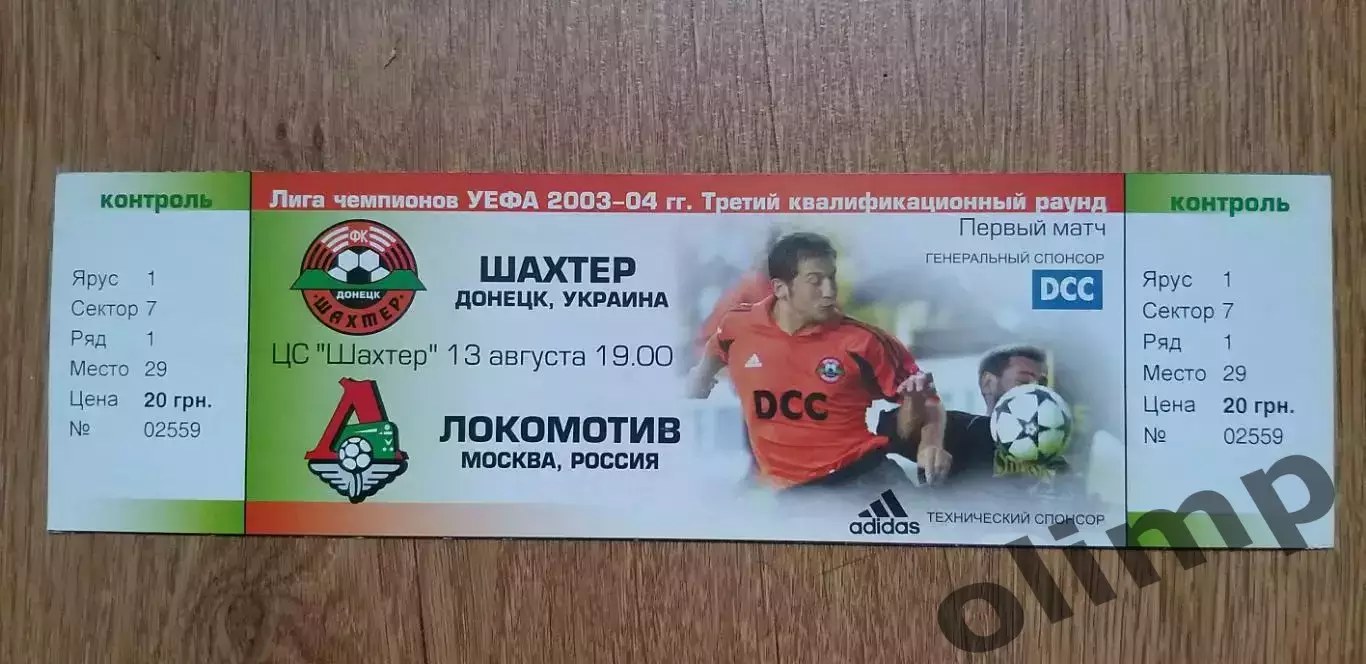 контроль
Ярус 1
Сектор 7
Ряд 1
Место 29
Цена 20 грн.
№ 02559
Лига чемпионов УЕФА 2003-04 гг. Третий квалификационный раунд
Первый матч
ГЕНЕРАЛЬНЫЙ СПОНСОР
DCC
ФК
ДОНЕЦК
ШАХТЕР
ШАХТЕР
ДОНЕЦК, УКРАИНА
ЦС "Шахтер" 13 августа 19.00
Л
ЛОКОМОТИВ
МОСКВА, РОССИЯ
DCC
adidas
ТЕХНИЧЕСКИЙ СПОНСОР
контроль
Ярус 1
Сектор 7
Ряд 1
Место 29
Цена 20 грн.
№ 02559
olimp